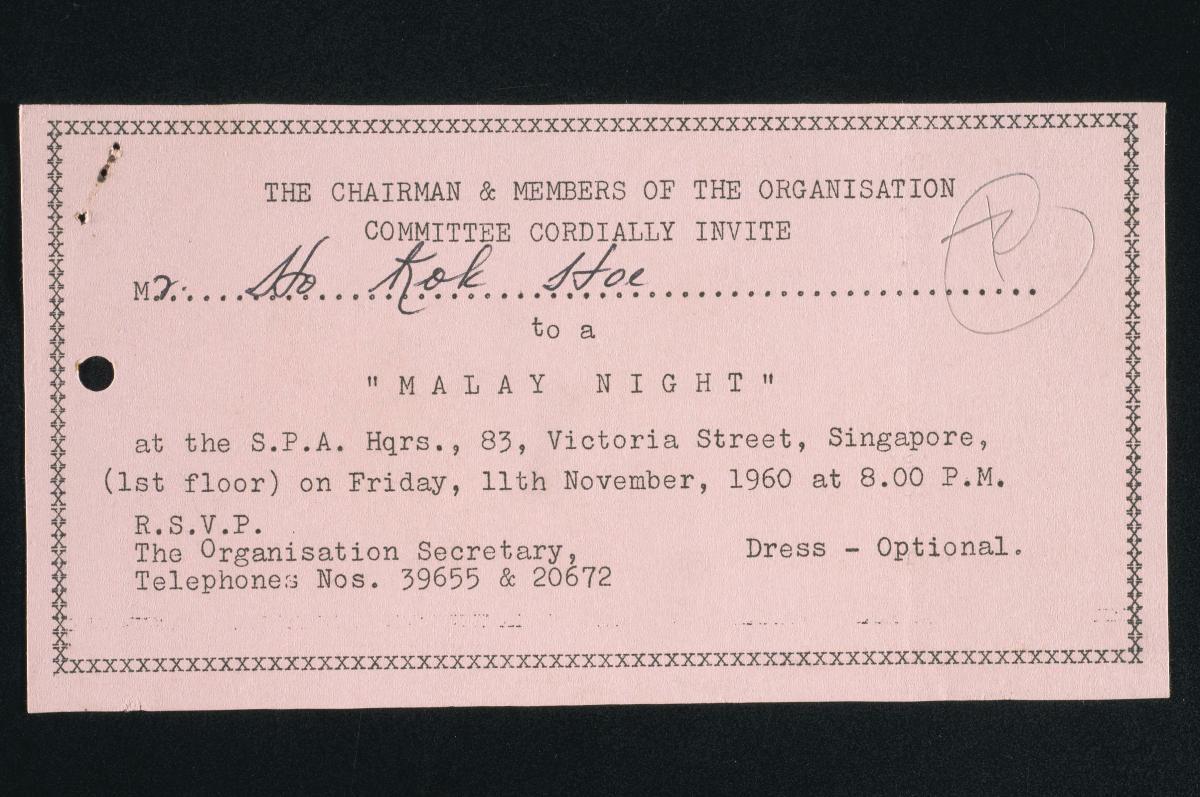 THE CHAIRMAN & MEMBERS OF THE ORGANISATION
COMMITTEE CORDIALLY INVITE
Mr. Ho Kok Hoe
to a
"MALAY NIGHT"
at the S.P.A. Hqrs., 83, Victoria Street, Singapore,
(1st floor) on Friday, 11th November, 1960 at 8.00 P.M.
R.S.V.P.
The Organisation Secretary,
Dress - Optional.
Telephones Nos. 39655 & 20672